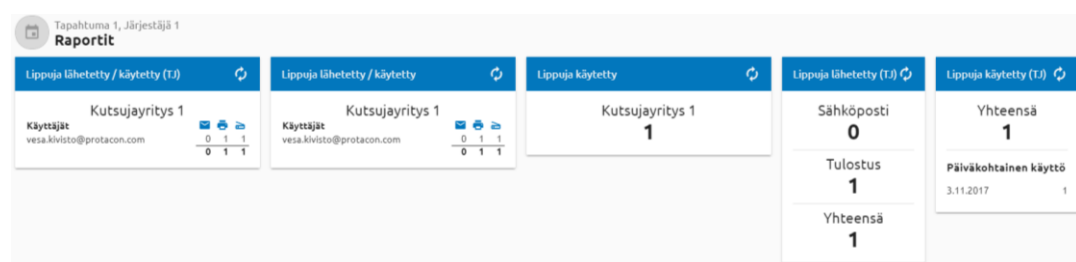 Tapahtuma 1, Järjestäjä 1
Raportit
Lippuja lähetetty / käytetty (TJ)
Kutsujayritys 1
Käyttäjät
vesa.kivisto@protacon.com 0 1 1
0 1 1
Lippuja lähetetty / käytetty
Kutsujayritys 1
Käyttäjät
vesa.kivisto@protacon.com 0 1 1
0 1 1
Lippuja käytetty
Kutsujayritys 1
1
Lippuja lähetetty (TJ)
Sähköposti
0
Tulostus
1
Yhteensä
1
Lippuja käytetty (TJ)
Yhteensä
1
Päiväkohtainen käyttö
3.11.2017 1